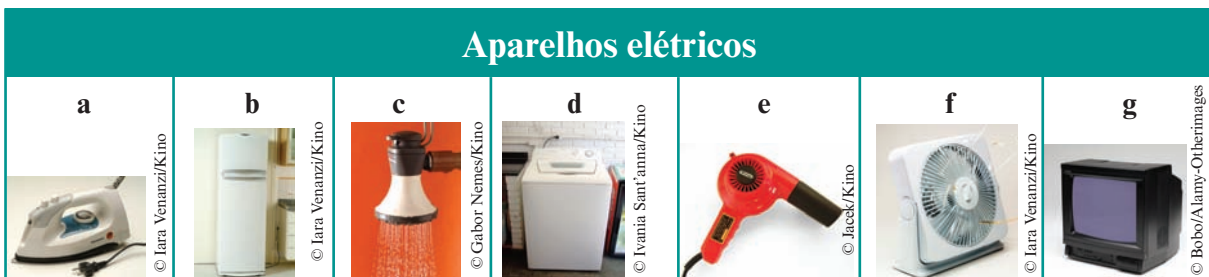 Aparelhos elétricos
a
© Iara Venanzi/Kino
b
© Iara Venanzi/Kino
c
© Gabor Nemes/Kino
d
© Ivania Sant'anna/Kino
e
© Jacek/Kino
f
© Iara Venanzi/Kino
g
© Bobo/Alamy-Otherimages